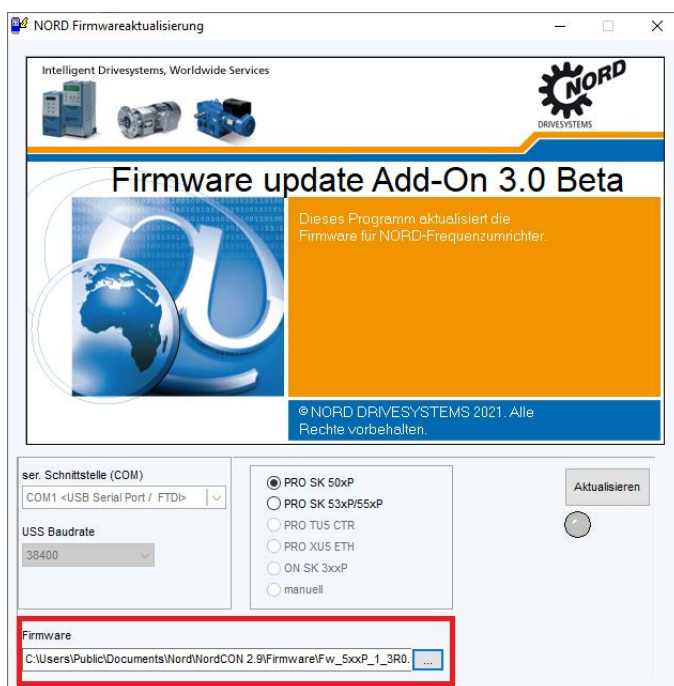 NORD Firmwareaktualisierung
Intelligent Drivesystems, Worldwide Services
NORD
DRIVESYSTEMS
Firmware update Add-On 3.0 Beta
Dieses Programm aktualisiert die
Firmware für NORD-Frequenzumrichter.
© NORD DRIVESYSTEMS 2021. Alle
Rechte vorbehalten.
ser. Schnittstelle (COM)
COM1 <USB Serial Port / FTDI>
USS Baudrate
38400
PRO SK 50xP
PRO SK 53xP/55xP
PRO TU5 CTR
PRO XU5 ETH
ON SK 3xxP
manuell
Aktualisieren
Firmware
C:\Users\Public\Documents\Nord\NordCON 2.9\Firmware\Fw_5xxP_1_3R0. ...